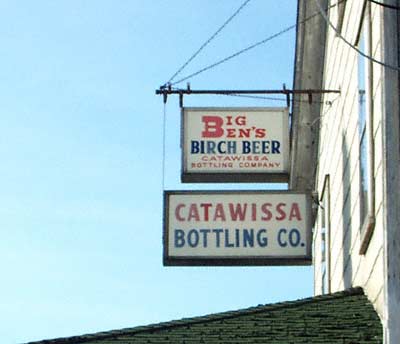 BIG
BEN'S
BIRCH BEER
CATAWISSA
BOTTLING COMPANY
CATAWISSA
BOTTLING CO.